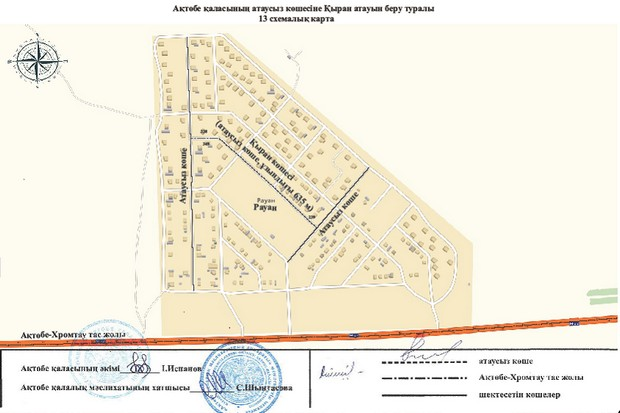 Ақтөбе қаласының атаусыз көшесіне Қыран атауын беру туралы
13 схемалық карта
Атаусыз көше
Қыран көшесі
(атаусыз көше, ұзындығы 635 м)
Рауан
Рауан
Атаусыз көше
Ақтөбе-Хромтау тас жолы
Ақтөбе қаласының әкімі І.Испанов
Ақтөбе қалалық мәслихатының хатшысы С.Шынтасова
атаусыз көше
Ақтөбе-Хромтау тас жолы
шектесетін көшелер